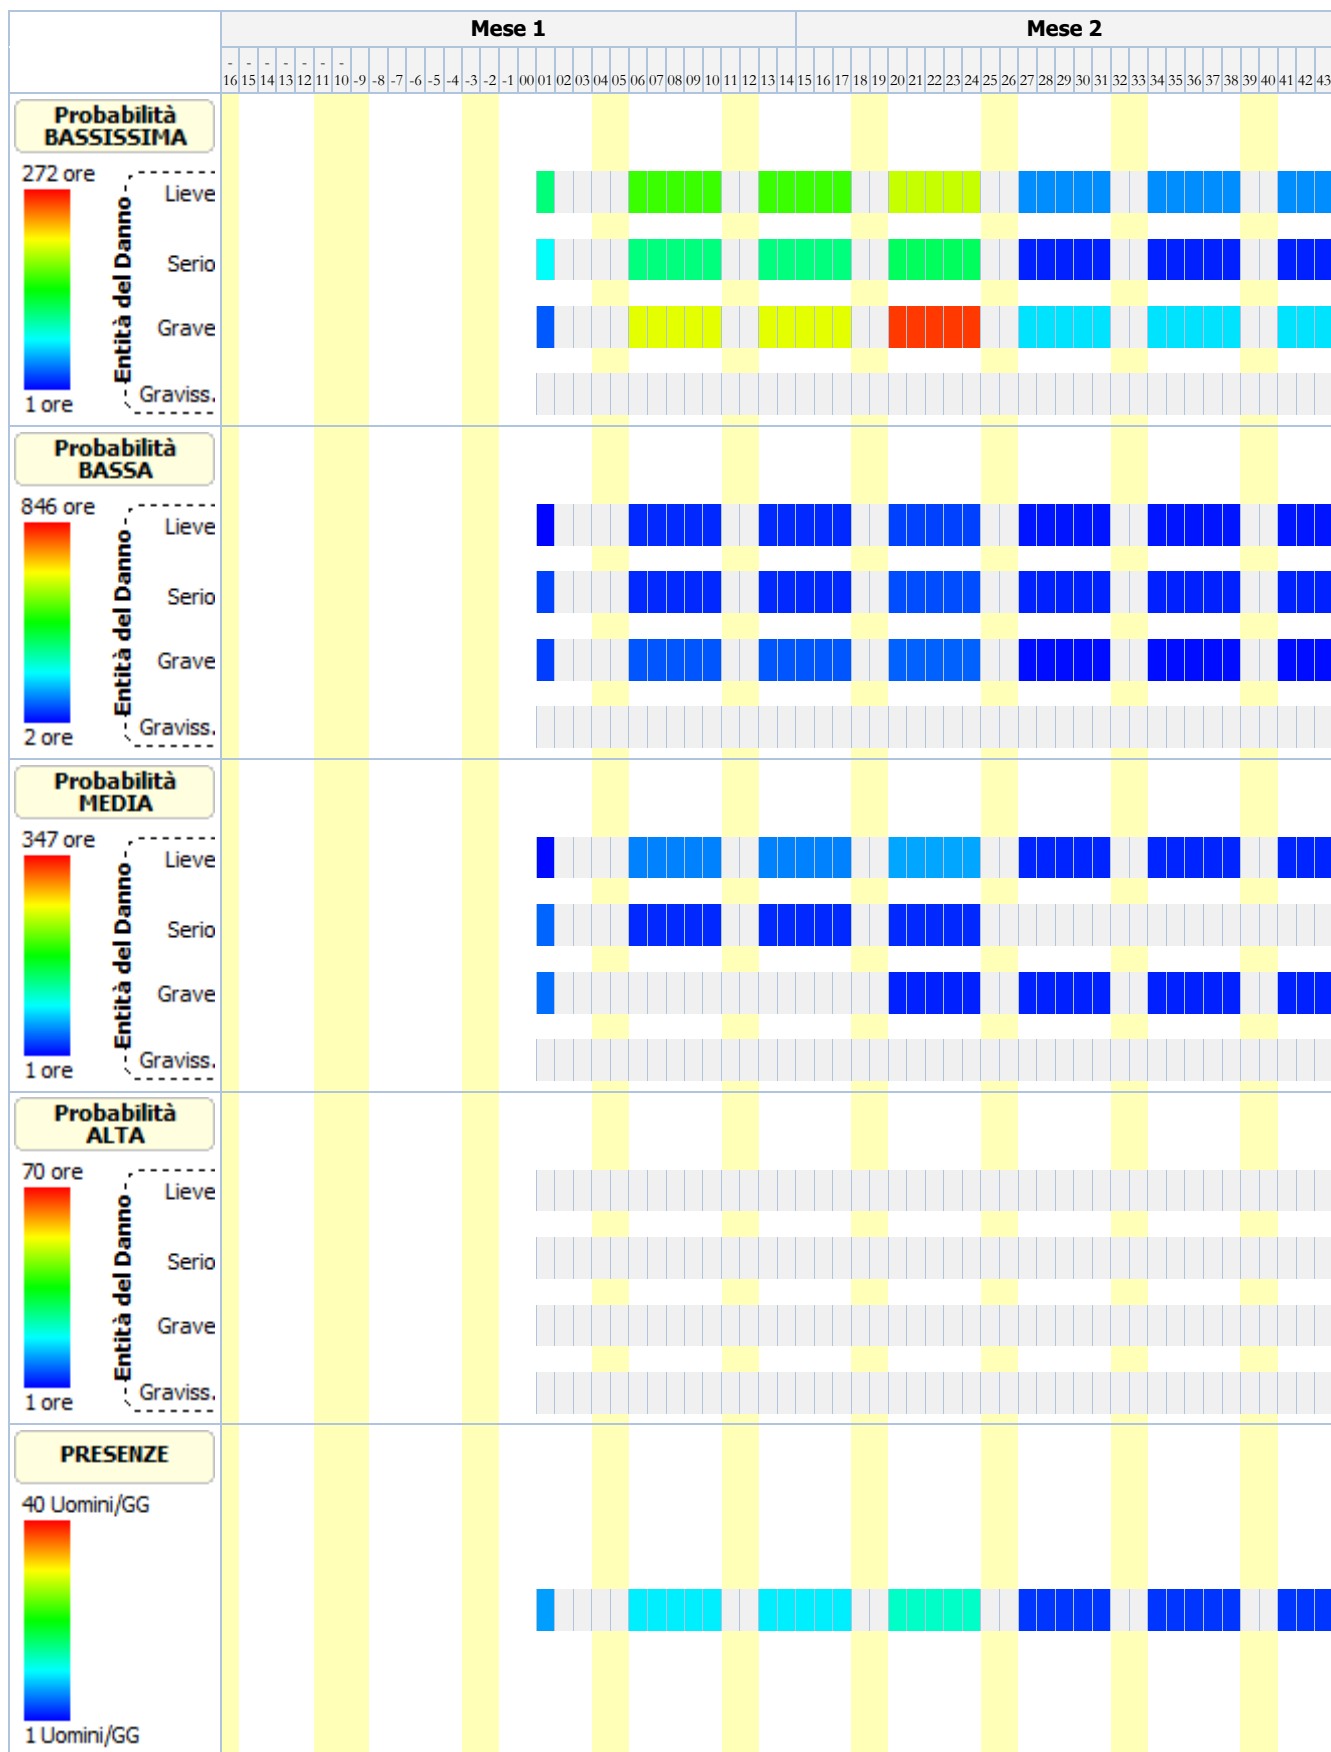 Mese 1 Mese 2
-16 -15 -14 -13 -12 -11 -10 -9 -8 -7 -6 -5 -4 -3 -2 -1 00 01 02 03 04 05 06 07 08 09 10 11 12 13 14 15 16 17 18 19 20 21 22 23 24 25 26 27 28 29 30 31 32 33 34 35 36 37 38 39 40 41 42 43
Probabilità
BASSISSIMA
272 ore
Entità del Danno
Lieve
Serio
Grave
Graviss.
1 ore
Probabilità
BASSA
846 ore
Entità del Danno
Lieve
Serio
Grave
Graviss.
2 ore
Probabilità
MEDIA
347 ore
Entità del Danno
Lieve
Serio
Grave
Graviss.
1 ore
Probabilità
ALTA
70 ore
Entità del Danno
Lieve
Serio
Grave
Graviss.
1 ore
PRESENZE
40 Uomini/GG
1 Uomini/GG